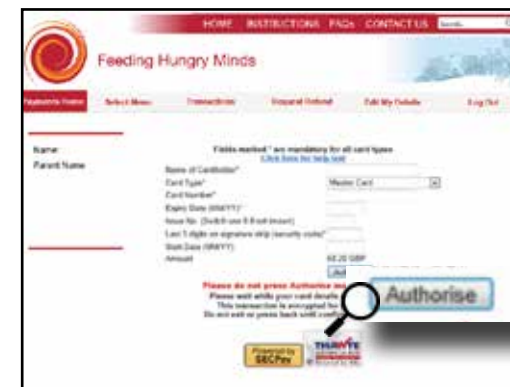 HOME INSTRUCTIONS FAQs CONTACT US
Feeding Hungry Minds
Payments Home Select Menu Transactions Request Refund Edit My Details Log Out
Name:
Parent Name
Fields marked * are mandatory for all card types
Click here for help text
Name of Cardholder*
Card Type* Master Card
Card Number*
Expiry Date (MMYY)*
Issue No. (Switch use 0 if not known)
Last 3 digits on signature strip (security code)*
Start Date (MMYY)
Amount GBP
Please do not press Authorise
Please wait while your card details
This transaction is encrypted for
Do not exit or press back until
Authorise
Powered by
SECPay
THAWTE